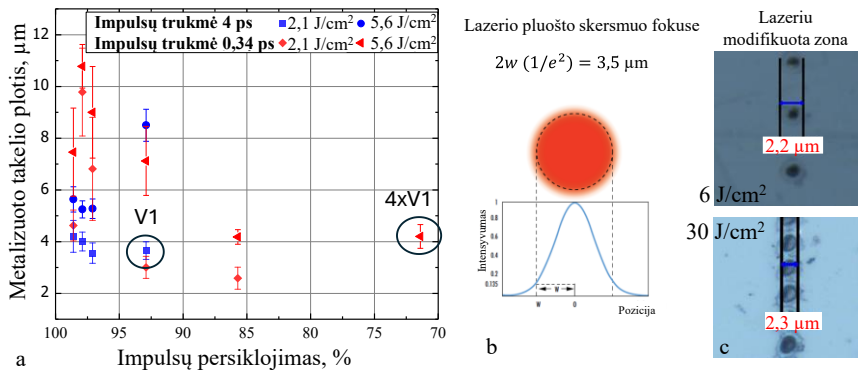 Impulsų trukmė 4 ps 2,1 J/cm² 5,6 J/cm²
Impulsų trukmė 0,34 ps 2,1 J/cm² 5,6 J/cm²
Metalizuoto takelio plotis, µm
12
10
8
6
4
2
V1
4xV1
100 95 90 85 80 75 70
Impulsų persiklojimas, %
a
Lazerio pluošto skersmuo fokuse
2w (1/e²) = 3,5 µm
Intensyvumas
1
0.8
0.6
0.4
0.2
0.135
0
w
W 0
Pozicija
b
Lazeriu
modifikuota zona
2,2 µm
6 J/cm²
30 J/cm²
2,3 µm
c